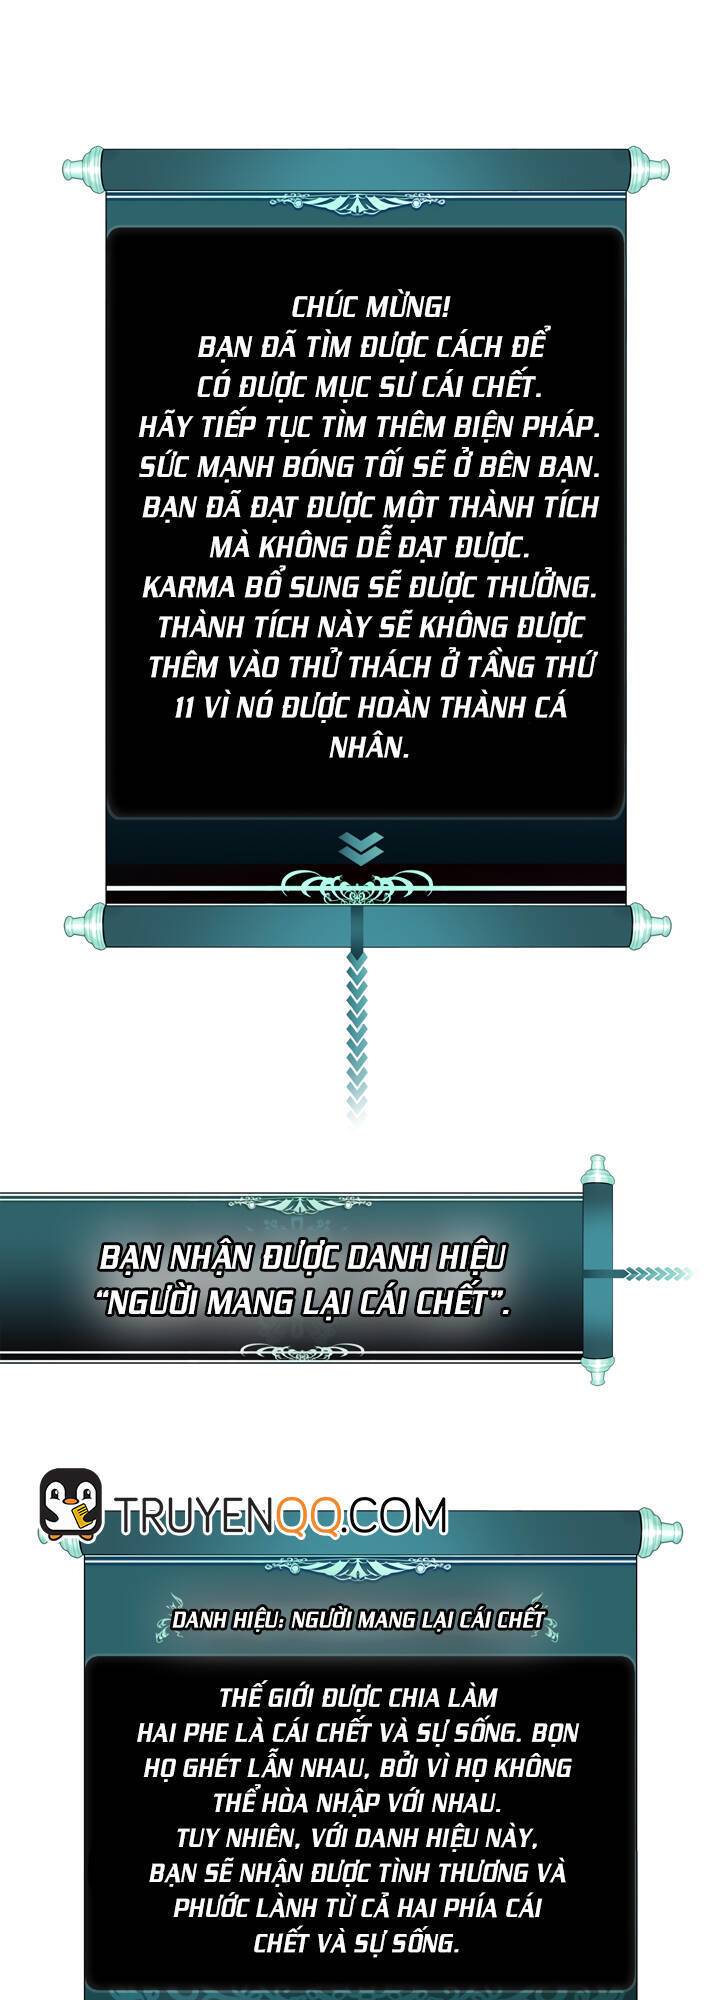 CHÚC MỪNG!
BẠN ĐÃ TÌM ĐƯỢC CÁCH ĐỂ
CÓ ĐƯỢC MỤC SƯ CÁI CHẾT.
HÃY TIẾP TỤC TÌM THÊM BIỆN PHÁP.
SỨC MẠNH BÓNG TỐI SẼ Ở BÊN BẠN.
BẠN ĐÃ ĐẠT ĐƯỢC MỘT THÀNH TÍCH
MÀ KHÔNG DỄ ĐẠT ĐƯỢC.
KARMA BỔ SUNG SẼ ĐƯỢC THƯỞNG.
THÀNH TÍCH NÀY SẼ KHÔNG ĐƯỢC
THÊM VÀO THỬ THÁCH Ở TẦNG THỨ
11 VÌ NÓ ĐƯỢC HOÀN THÀNH CÁ
NHÂN.
BẠN NHẬN ĐƯỢC DANH HIỆU
“NGƯỜI MANG LẠI CÁI CHẾT”.
TRUYENQQ.COM
DANH HIỆU: NGƯỜI MANG LẠI CÁI CHẾT
THẾ GIỚI ĐƯỢC CHIA LÀM
HAI PHE LÀ CÁI CHẾT VÀ SỰ SỐNG. BỌN
HỌ GHÉT LẪN NHAU, BỞI VÌ HỌ KHÔNG
THỂ HÒA NHẬP VỚI NHAU.
TUY NHIÊN, VỚI DANH HIỆU NÀY,
BẠN SẼ NHẬN ĐƯỢC TÌNH THƯƠNG VÀ
PHƯỚC LÀNH TỪ CẢ HAI PHÍA CÁI
CHẾT VÀ SỰ SỐNG.